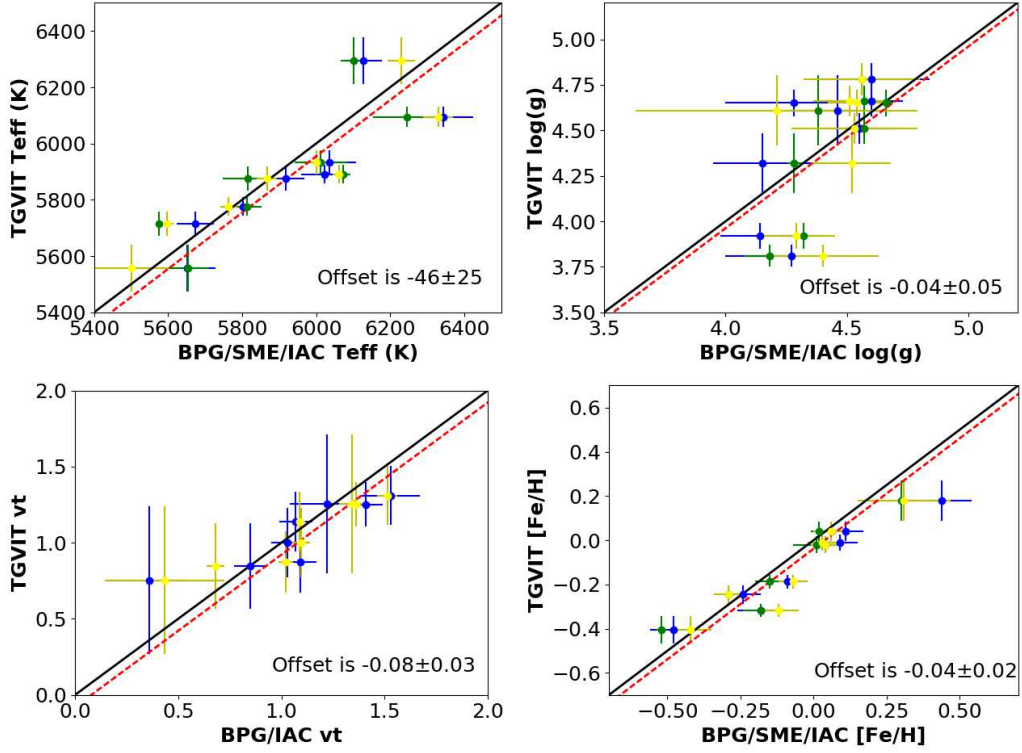 6400
6200
6000
5800
5600
5400
TGVIT Teff (K)
Offset is -46±25
5400 5600 5800 6000 6200 6400
BPG/SME/IAC Teff (K)
5.00
4.75
4.50
4.25
4.00
3.75
3.50
TGVIT log(g)
Offset is -0.04±0.05
3.5 4.0 4.5 5.0
BPG/SME/IAC log(g)
2.0
1.5
1.0
0.5
0.0
TGVIT vt
Offset is -0.08±0.03
0.0 0.5 1.0 1.5 2.0
BPG/IAC vt
0.6
0.4
0.2
0.0
−0.2
−0.4
−0.6
TGVIT [Fe/H]
Offset is -0.04±0.02
−0.50 −0.25 0.00 0.25 0.50
BPG/SME/IAC [Fe/H]